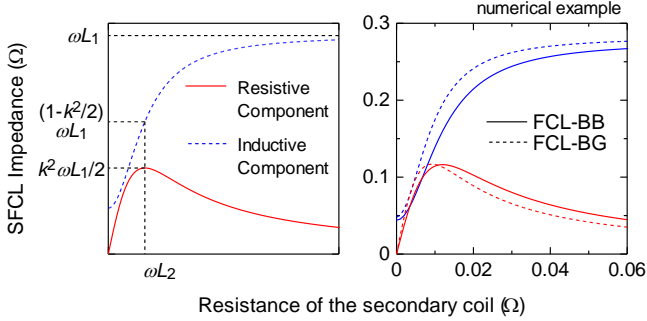 numerical example
SFCL Impedance (Ω)
ωL₁
(1-k²/2)
ωL₁
k²ωL₁/2
Resistive
Component
Inductive
Component
ωL₂
0.3
0.2
0.1
0.0
FCL-BB
FCL-BG
0 0.02 0.04 0.06
Resistance of the secondary coil (Ω)